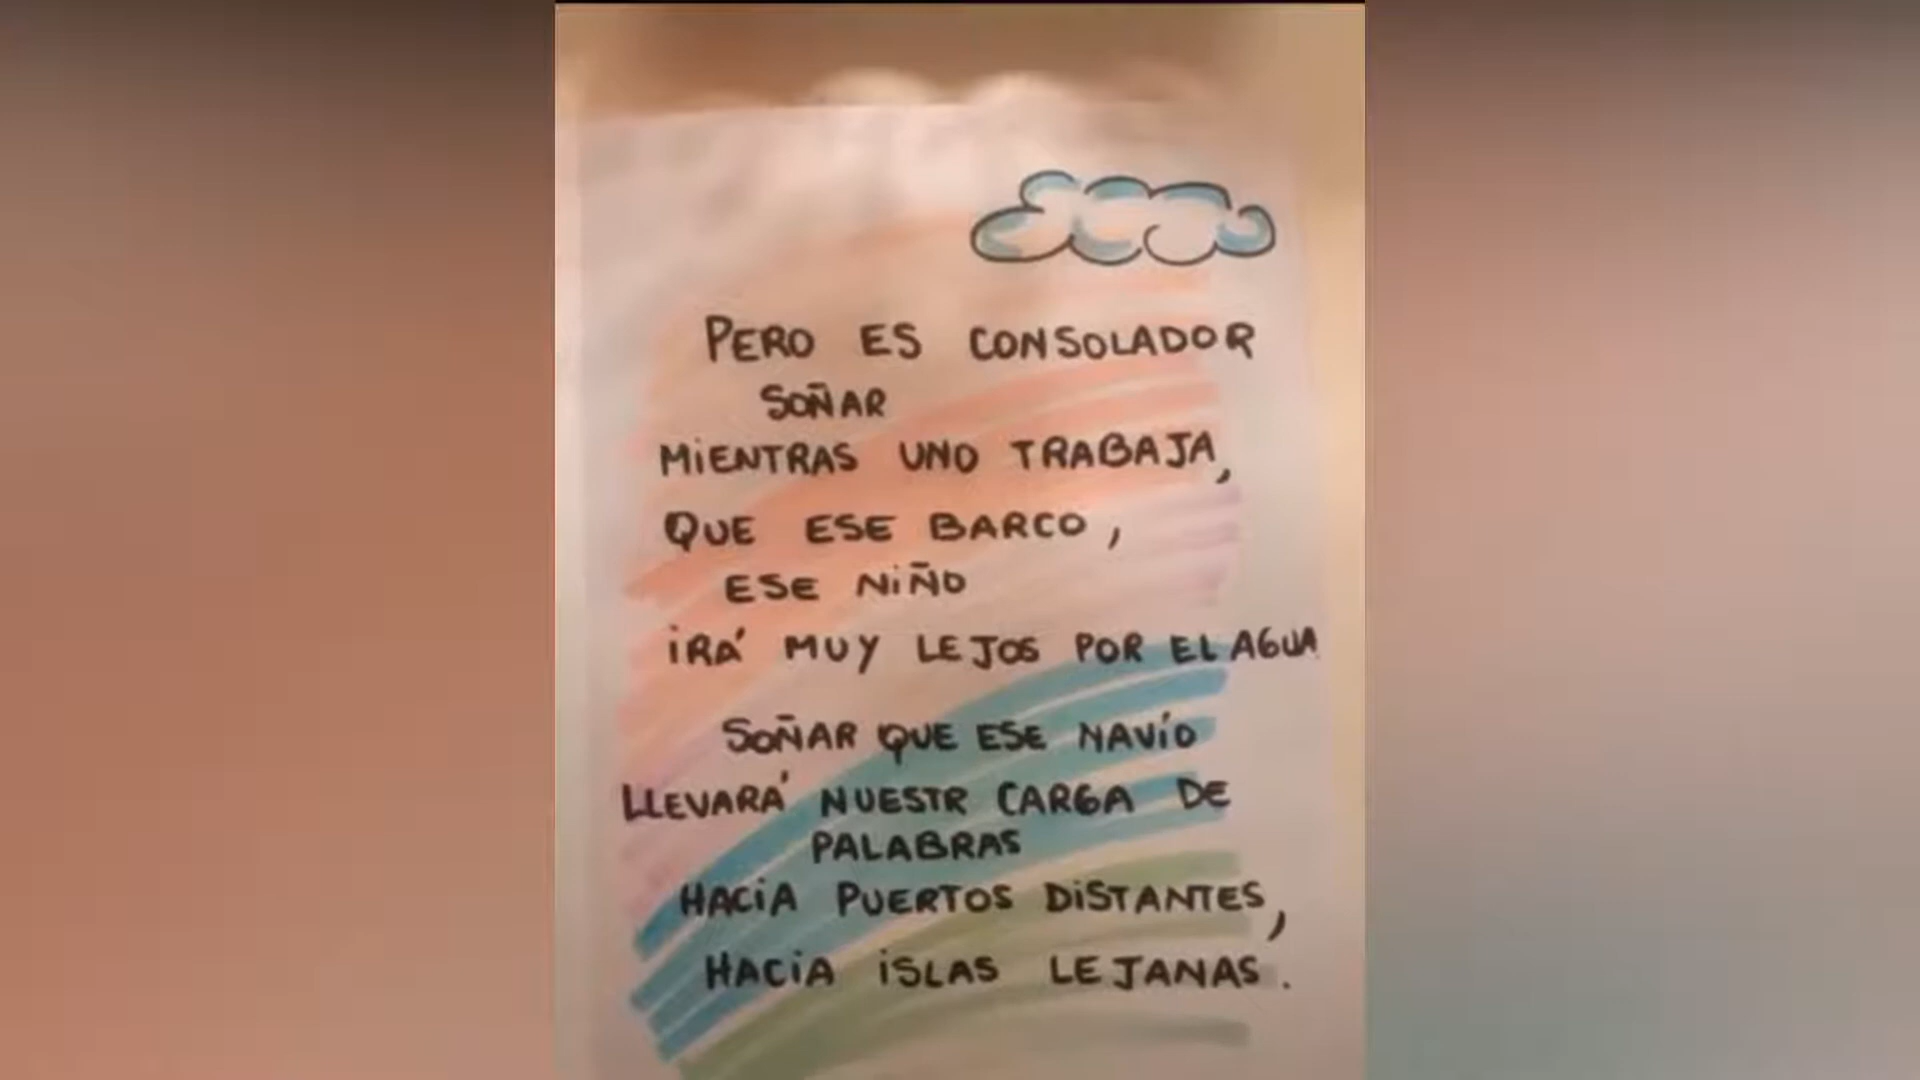 PERO ES CONSOLADOR
SOÑAR
MIENTRAS UNO TRABAJA,
QUE ESE BARCO,
ESE NIÑO
IRÁ MUY LEJOS POR EL AGUA
SOÑAR QUE ESE NAVÍO
LLEVARÁ NUESTR CARGA DE
PALABRAS
HACIA PUERTOS DISTANTES,
HACIA ISLAS LEJANAS.